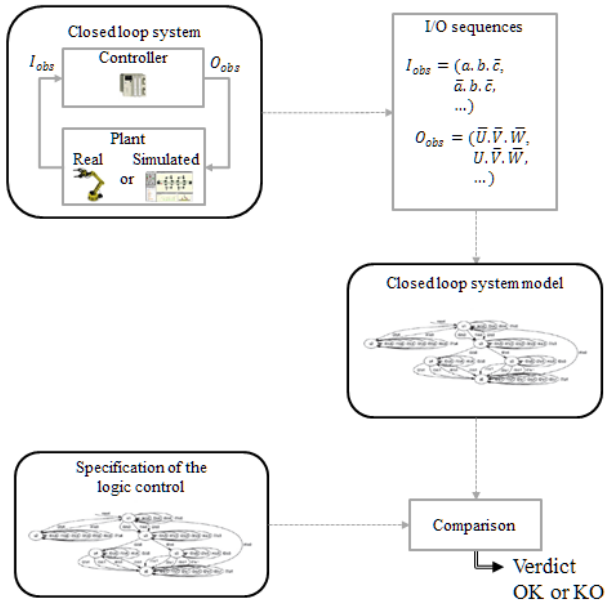 Closed loop system
I_obs
Controller
O_obs
Plant
Real
or
Simulated
I/O sequences
I_obs = (a. b. c̄,
ā. b. c̄,
...)
O_obs = (Ū. V̄. W̄,
U. V̄. W̄,
...)
Closed loop system model
Specification of the
logic control
Comparison
Verdict
OK or KO